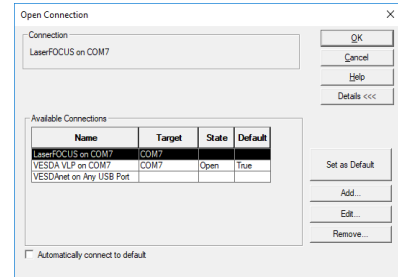 Open Connection
Connection
LaserFOCUS on COM7
OK
Cancel
Help
Details <<<
Available Connections
Name Target State Default
LaserFOCUS on COM7 COM7
VESDA VLP on COM7 COM7 Open True
VESDAnet on Any USB Port
Set as Default
Add...
Edit...
Remove...
Automatically connect to default